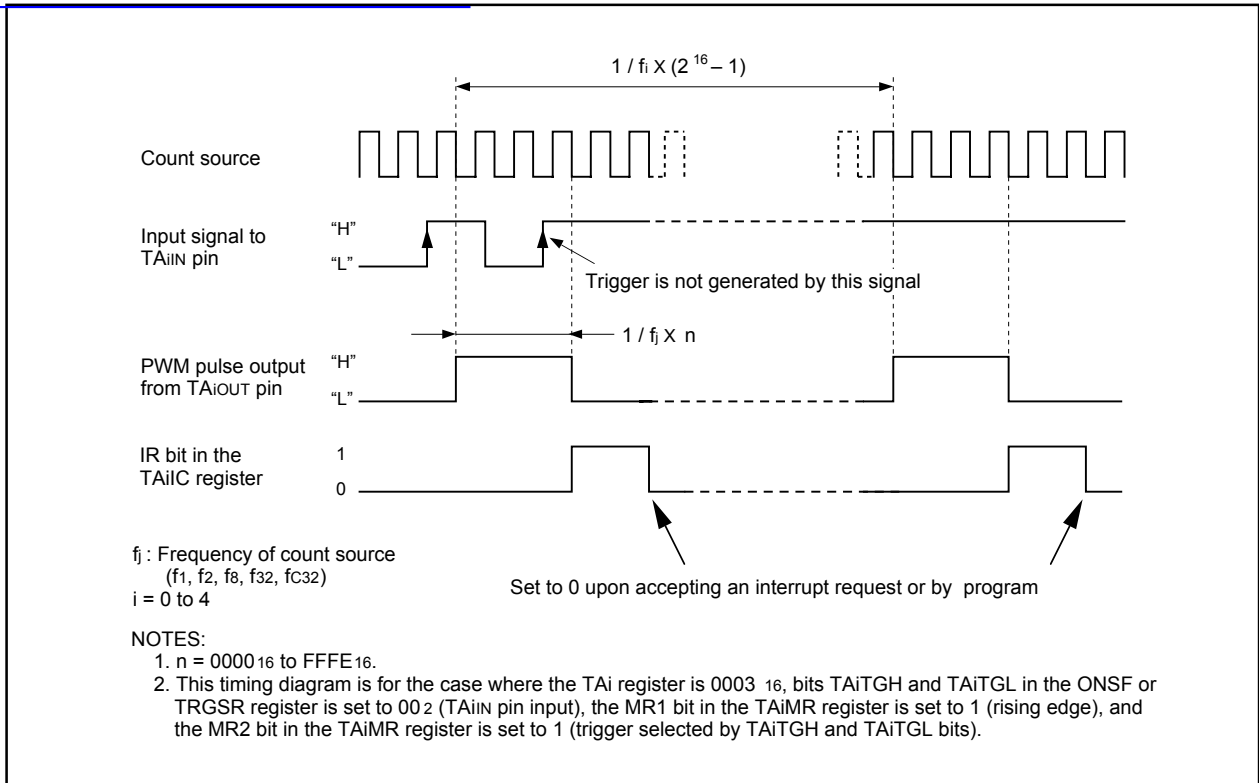 1 / fi X (2 16 – 1)
Count source
Input signal to
TAiIN pin
“H”
“L”
Trigger is not generated by this signal
1 / fj X n
PWM pulse output
from TAiOUT pin
“H”
“L”
IR bit in the
TAiIC register
1
0
fj : Frequency of count source
(f1, f2, f8, f32, fC32)
i = 0 to 4
Set to 0 upon accepting an interrupt request or by program
NOTES:
1. n = 0000 16 to FFFE 16.
2. This timing diagram is for the case where the TAi register is 0003 16, bits TAiTGH and TAiTGL in the ONSF or
TRGSR register is set to 00 2 (TAiIN pin input), the MR1 bit in the TAiMR register is set to 1 (rising edge), and
the MR2 bit in the TAiMR register is set to 1 (trigger selected by TAiTGH and TAiTGL bits).